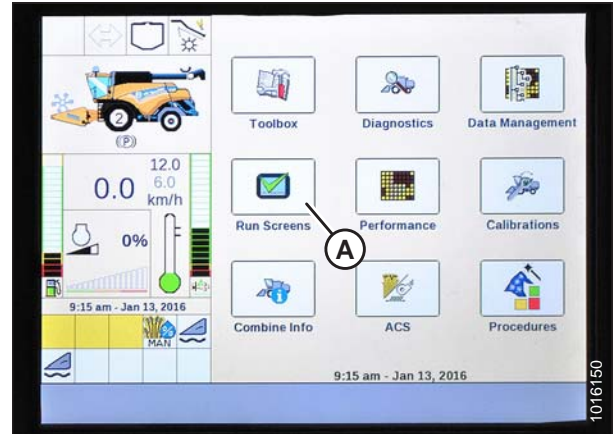 2
(P)
12.0
0.0 6.0
km/h
0%
9:15 am - Jan 13, 2016
MAN
Toolbox
Diagnostics
Data Management
Run Screens
Performance
Calibrations
A
Combine Info
ACS
Procedures
9:15 am - Jan 13, 2016
1016150